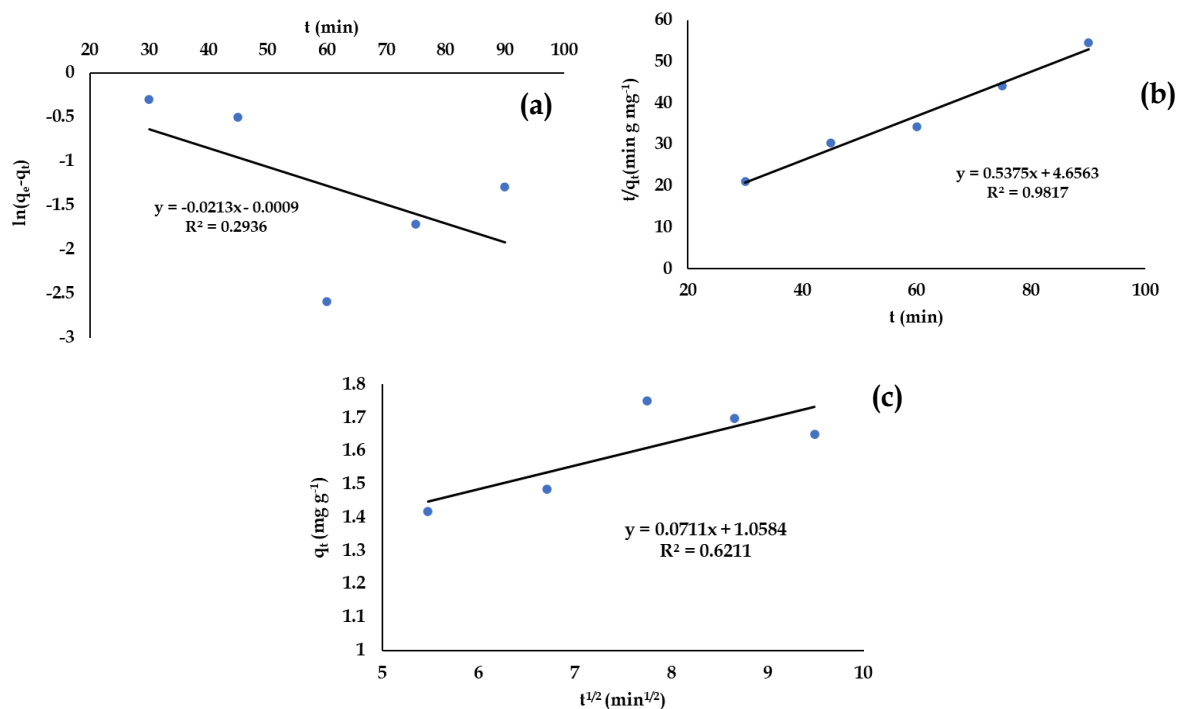 t (min)
20 30 40 50 60 70 80 90 100
0
-0.5
-1
-1.5
-2
-2.5
-3
ln(qₑ-qₜ)
(a)
y = -0.0213x - 0.0009
R² = 0.2936
60
50
40
30
20
10
0
t/qₜ(min g mg⁻¹)
(b)
y = 0.5375x + 4.6563
R² = 0.9817
20 40 60 80 100
t (min)
1.8
1.7
1.6
1.5
1.4
1.3
1.2
1.1
1
qₜ (mg g⁻¹)
(c)
y = 0.0711x + 1.0584
R² = 0.6211
5 6 7 8 9 10
t¹ᐟ² (min¹ᐟ²)